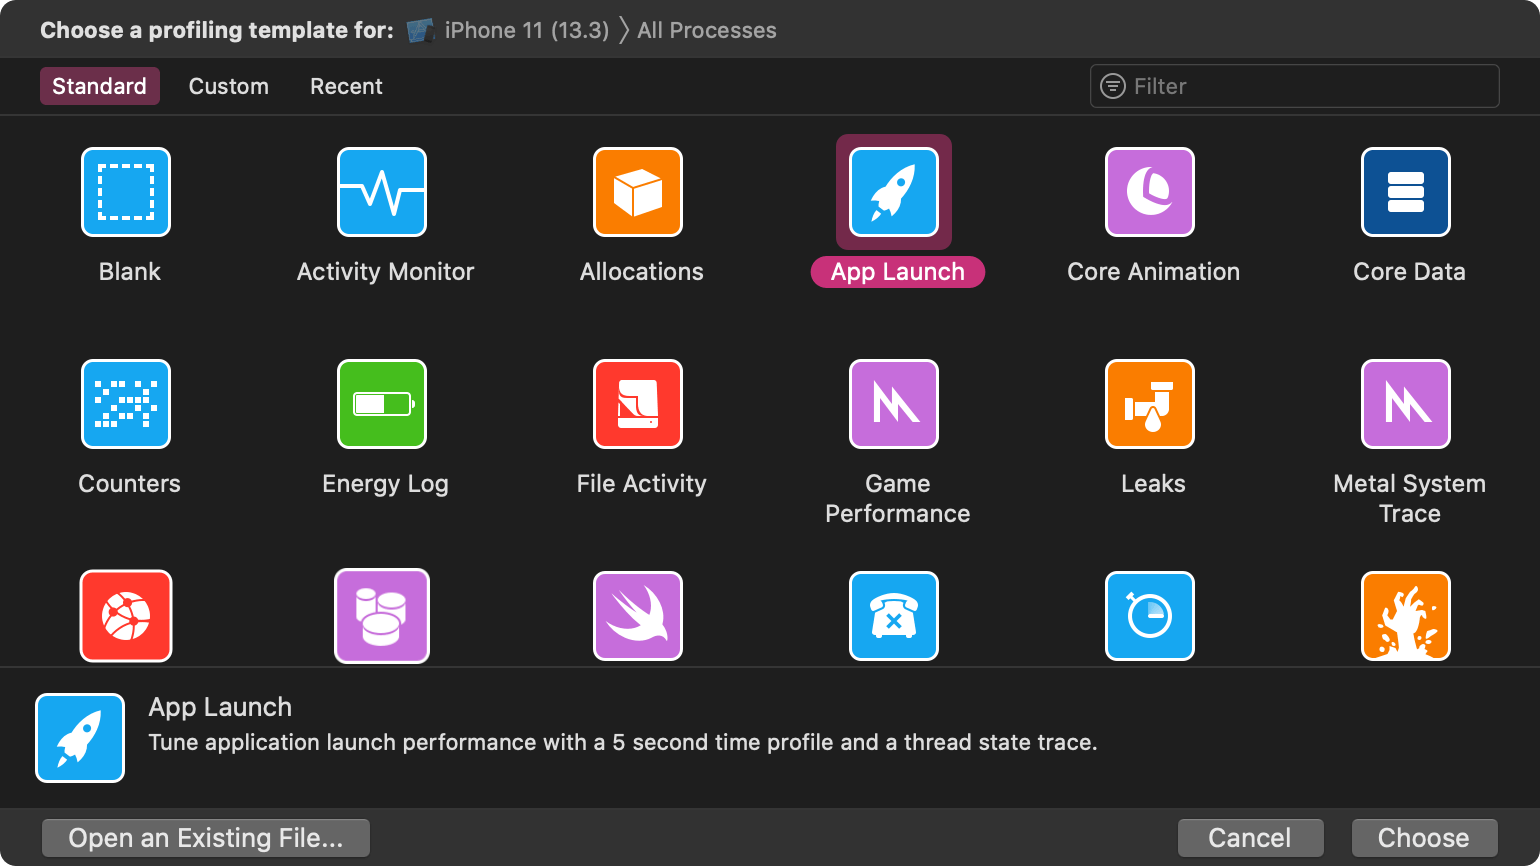 Choose a profiling template for: iPhone 11 (13.3) 〉 All Processes
Standard Custom Recent Filter
Blank Activity Monitor Allocations App Launch Core Animation Core Data
Counters Energy Log File Activity Game Performance Leaks Metal System Trace
App Launch
Tune application launch performance with a 5 second time profile and a thread state trace.
Open an Existing File... Cancel Choose